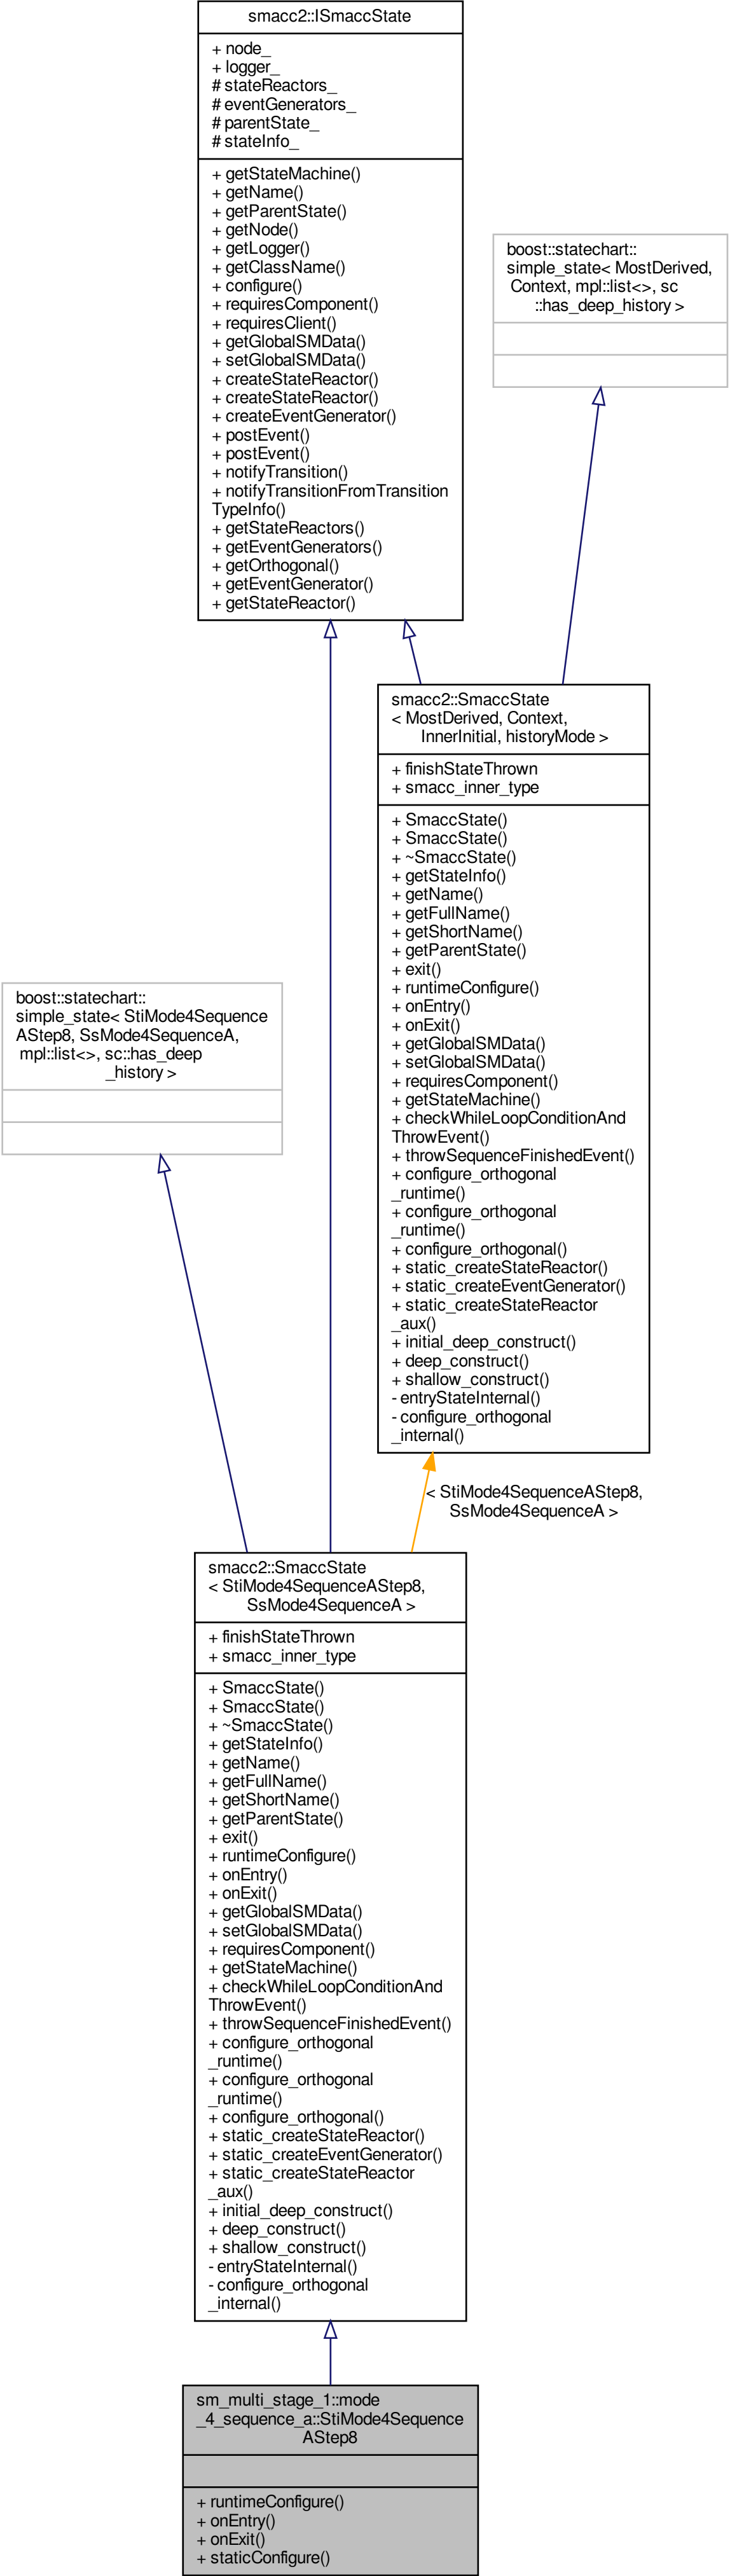 smacc2::ISmaccState
+ node_
+ logger_
# stateReactors_
# eventGenerators_
# parentState_
# stateInfo_
+ getStateMachine()
+ getName()
+ getParentState()
+ getNode()
+ getLogger()
+ getClassName()
+ configure()
+ requiresComponent()
+ requiresClient()
+ getGlobalSMData()
+ setGlobalSMData()
+ createStateReactor()
+ createStateReactor()
+ createEventGenerator()
+ postEvent()
+ postEvent()
+ notifyTransition()
+ notifyTransitionFromTransition
TypeInfo()
+ getStateReactors()
+ getEventGenerators()
+ getOrthogonal()
+ getEventGenerator()
+ getStateReactor()
boost::statechart::
simple_state< MostDerived,
Context, mpl::list<>, sc
::has_deep_history >
smacc2::SmaccState
< MostDerived, Context,
InnerInitial, historyMode >
+ finishStateThrown
+ smacc_inner_type
+ SmaccState()
+ SmaccState()
+ ~SmaccState()
+ getStateInfo()
+ getName()
+ getFullName()
+ getShortName()
+ getParentState()
+ exit()
+ runtimeConfigure()
+ onEntry()
+ onExit()
+ getGlobalSMData()
+ setGlobalSMData()
+ requiresComponent()
+ getStateMachine()
+ checkWhileLoopConditionAnd
ThrowEvent()
+ throwSequenceFinishedEvent()
+ configure_orthogonal
_runtime()
+ configure_orthogonal
_runtime()
+ configure_orthogonal()
+ static_createStateReactor()
+ static_createEventGenerator()
+ static_createStateReactor
_aux()
+ initial_deep_construct()
+ deep_construct()
+ shallow_construct()
- entryStateInternal()
- configure_orthogonal
_internal()
boost::statechart::
simple_state< StiMode4Sequence
AStep8, SsMode4SequenceA,
mpl::list<>, sc::has_deep
_history >
< StiMode4SequenceAStep8,
SsMode4SequenceA >
smacc2::SmaccState
< StiMode4SequenceAStep8,
SsMode4SequenceA >
+ finishStateThrown
+ smacc_inner_type
+ SmaccState()
+ SmaccState()
+ ~SmaccState()
+ getStateInfo()
+ getName()
+ getFullName()
+ getShortName()
+ getParentState()
+ exit()
+ runtimeConfigure()
+ onEntry()
+ onExit()
+ getGlobalSMData()
+ setGlobalSMData()
+ requiresComponent()
+ getStateMachine()
+ checkWhileLoopConditionAnd
ThrowEvent()
+ throwSequenceFinishedEvent()
+ configure_orthogonal
_runtime()
+ configure_orthogonal
_runtime()
+ configure_orthogonal()
+ static_createStateReactor()
+ static_createEventGenerator()
+ static_createStateReactor
_aux()
+ initial_deep_construct()
+ deep_construct()
+ shallow_construct()
- entryStateInternal()
- configure_orthogonal
_internal()
sm_multi_stage_1::mode
_4_sequence_a::StiMode4Sequence
AStep8
+ runtimeConfigure()
+ onEntry()
+ onExit()
+ staticConfigure()